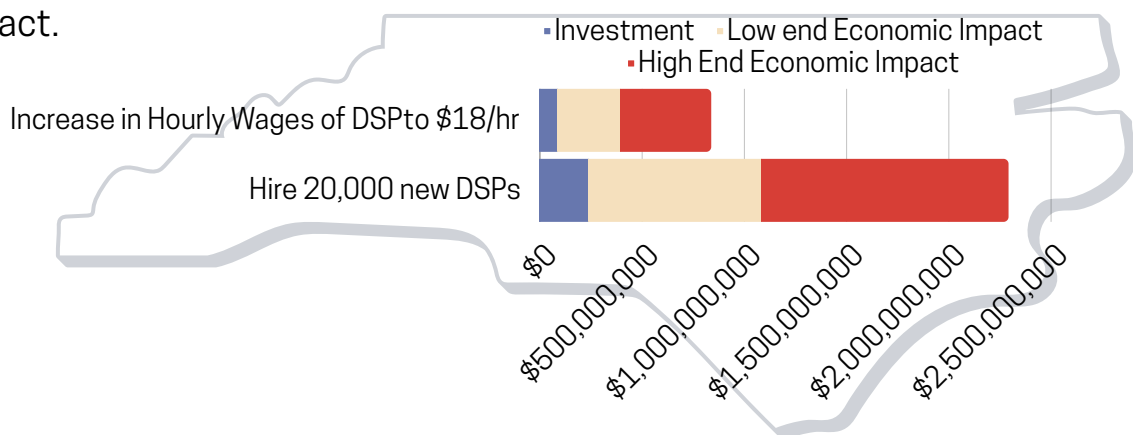 act.
Investment Low end Economic Impact
High End Economic Impact
Increase in Hourly Wages of DSPto $18/hr
Hire 20,000 new DSPs
$0
$500,000,000
$1,000,000,000
$1,500,000,000
$2,000,000,000
$2,500,000,000